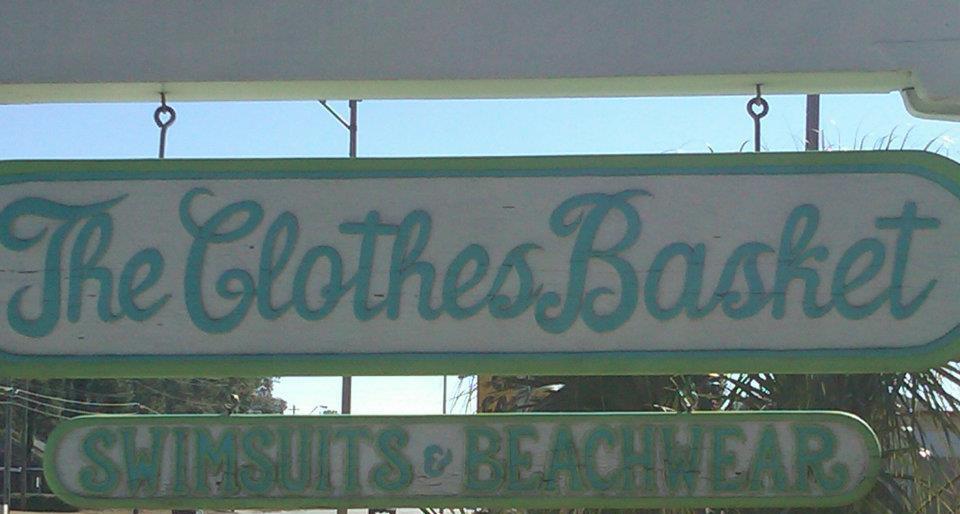 The Clothes Basket
SWIMSUITS & BEACHWEAR